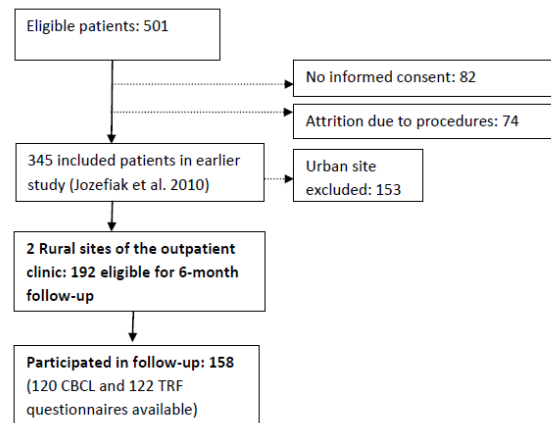 Eligible patients: 501
No informed consent: 82
Attrition due to procedures: 74
345 included patients in earlier
study (Jozefiak et al. 2010)
Urban site
excluded: 153
2 Rural sites of the outpatient
clinic: 192 eligible for 6-month
follow-up
Participated in follow-up: 158
(120 CBCL and 122 TRF
questionnaires available)